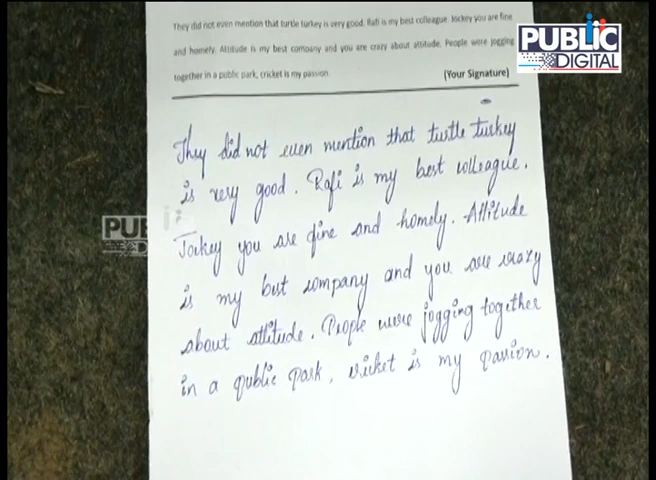 They did not even mention that turtle turkey is very good. Rafi is my best colleague. Jockey you are fine
and homely. Attitude is my best company and you are crazy about attitude. People were jogging
together in a public park, cricket is my passion.
(Your Signature)
PUBLIC
DIGITAL
They did not even mention that turtle turkey
is very good. Rafi is my best colleague.
Jockey you are fine and homely. Attitude
is my best company and you are crazy
about attitude. People were jogging together
in a public park, cricket is my passion.
PUB
D